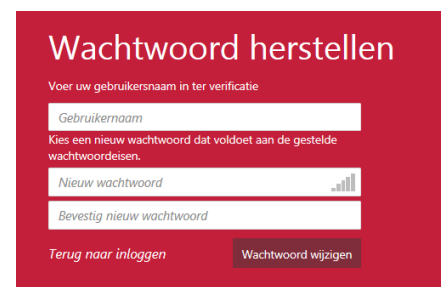 Wachtwoord herstellen
Voer uw gebruikersnaam in ter verificatie
Gebruikernaam
Kies een nieuw wachtwoord dat voldoet aan de gestelde
wachtwoordeisen.
Nieuw wachtwoord
Bevestig nieuw wachtwoord
Terug naar inloggen
Wachtwoord wijzigen